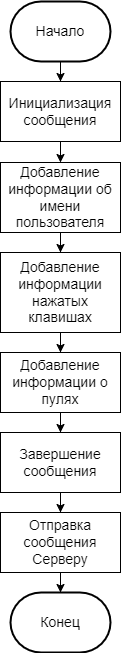 Начало
Инициализация
сообщения
Добавление
информации об
имени
пользователя
Добавление
информации
нажатых
клавишах
Добавление
информации о
пулях
Завершение
сообщения
Отправка
сообщения
Серверу
Конец